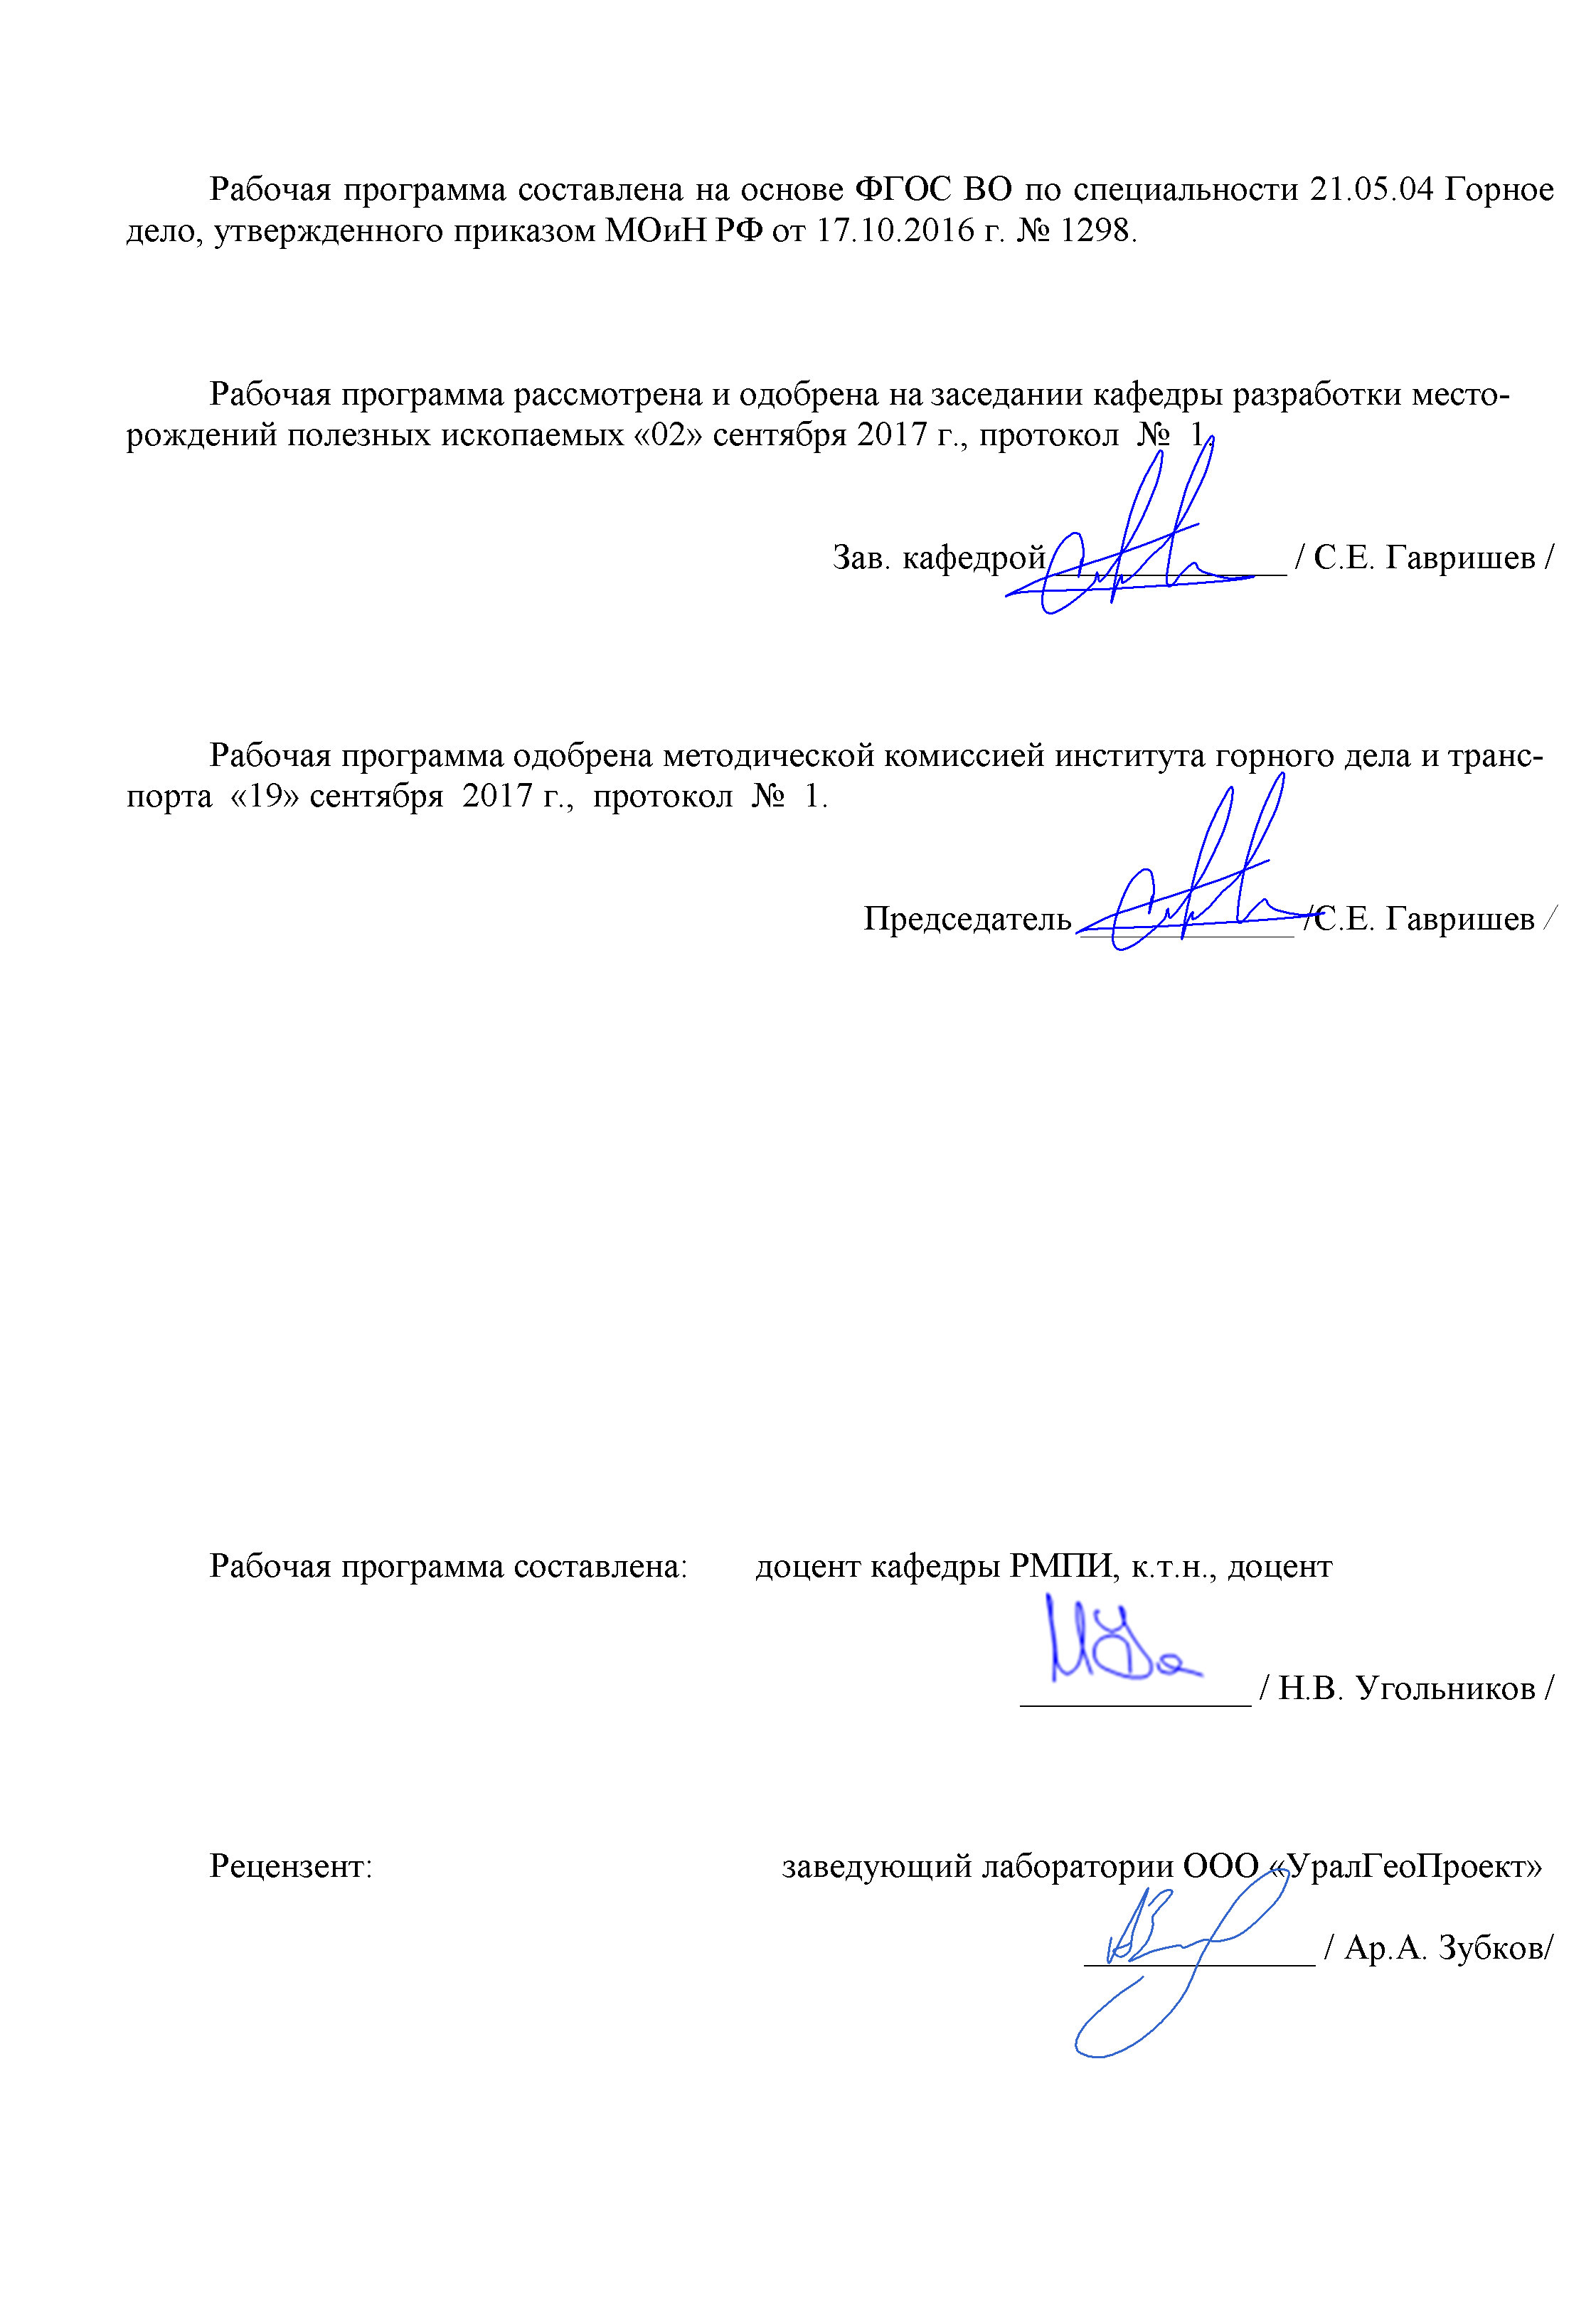 Рабочая программа составлена на основе ФГОС ВО по специальности 21.05.04 Горное
дело, утвержденного приказом МОиН РФ от 17.10.2016 г. № 1298.
Рабочая программа рассмотрена и одобрена на заседании кафедры разработки место-
рождений полезных ископаемых «02» сентября 2017 г., протокол № 1.
Зав. кафедрой ______________ / С.Е. Гавришев /
Рабочая программа одобрена методической комиссией института горного дела и транс-
порта «19» сентября 2017 г., протокол № 1.
Председатель _____________ /С.Е. Гавришев /
Рабочая программа составлена: доцент кафедры РМПИ, к.т.н., доцент
______________ / Н.В. Угольников /
Рецензент: заведующий лаборатории ООО «УралГеоПроект»
______________ / Ар.А. Зубков/